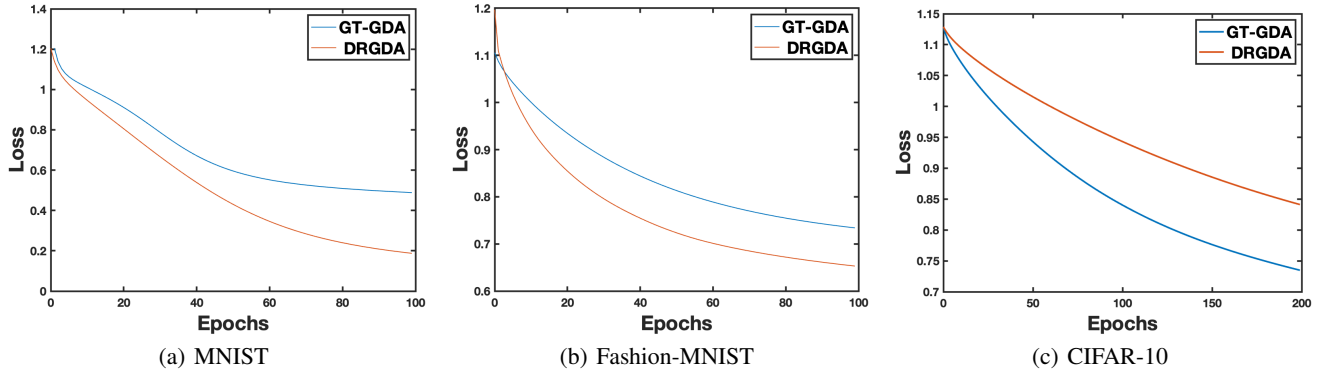 1.4
1.2
1
0.8
0.6
0.4
0.2
0
0 20 40 60 80 100
Loss
Epochs
GT-GDA
DRGDA
(a) MNIST
1.2
1.1
1
0.9
0.8
0.7
0.6
0 20 40 60 80 100
Loss
Epochs
GT-GDA
DRGDA
(b) Fashion-MNIST
1.15
1.1
1.05
1
0.95
0.9
0.85
0.8
0.75
0.7
0 50 100 150 200
Loss
Epochs
GT-GDA
DRGDA
(c) CIFAR-10